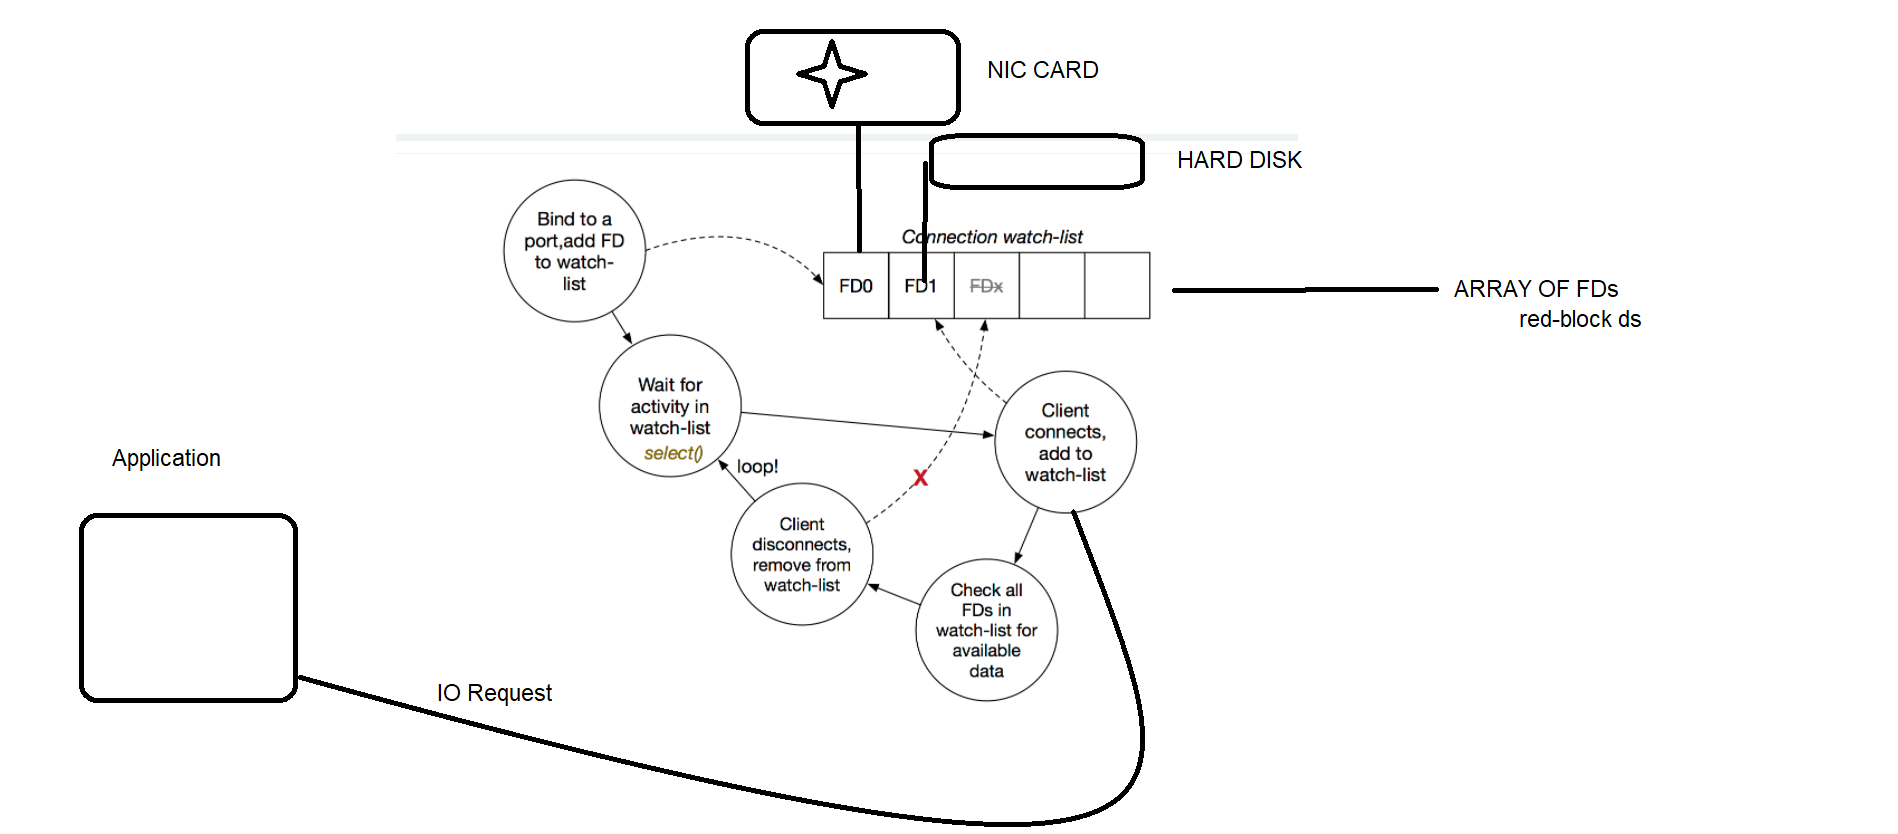 NIC CARD
HARD DISK
Bind to a
port,add FD
to watch-
list
Connection watch-list
FD0
FD1
FDx
ARRAY OF FDs
red-block ds
Wait for
activity in
watch-list
select()
loop!
X
Client
connects,
add to
watch-list
Application
Client
disconnects,
remove from
watch-list
Check all
FDs in
watch-list for
available
data
IO Request